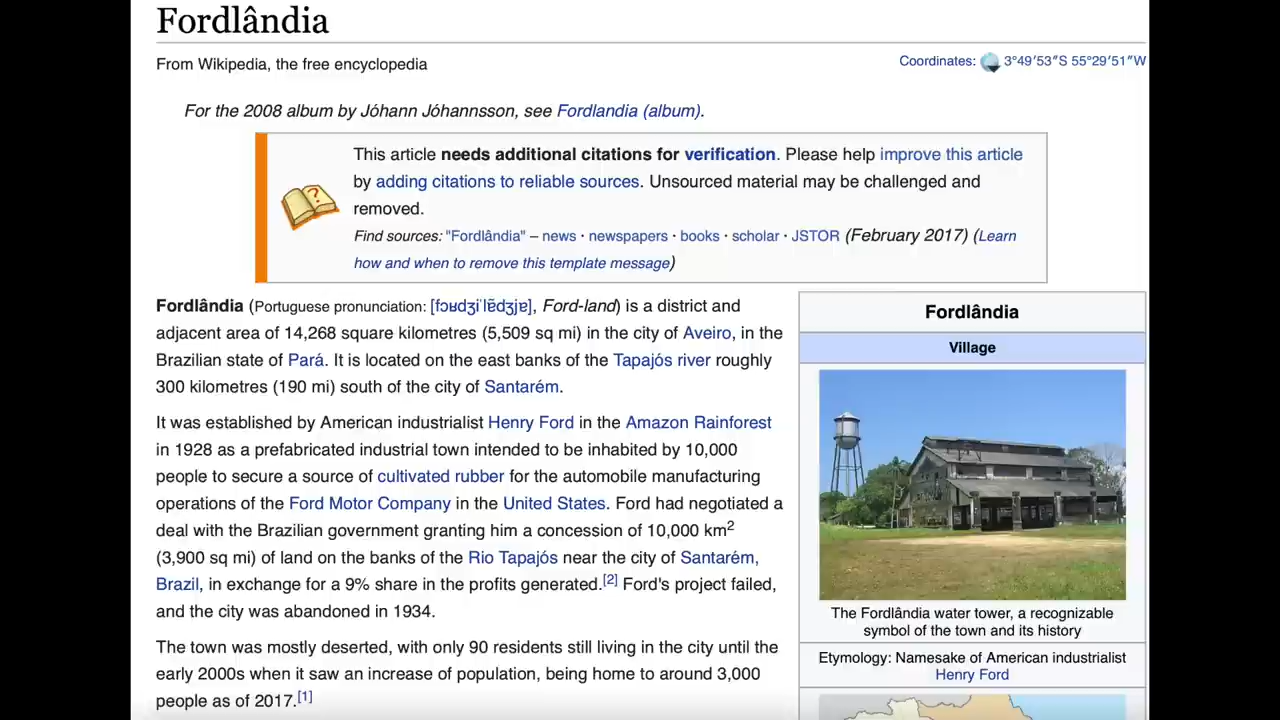 Fordlândia
From Wikipedia, the free encyclopedia
Coordinates: 3°49′53″S 55°29′51″W
For the 2008 album by Jóhann Jóhannsson, see Fordlandia (album).
This article needs additional citations for verification. Please help improve this article
by adding citations to reliable sources. Unsourced material may be challenged and
removed.
Find sources: "Fordlândia" – news · newspapers · books · scholar · JSTOR (February 2017) (Learn
how and when to remove this template message)
Fordlândia (Portuguese pronunciation: [fɔʁdʒiˈlɐ̃dʒjɐ], Ford-land) is a district and
adjacent area of 14,268 square kilometres (5,509 sq mi) in the city of Aveiro, in the
Brazilian state of Pará. It is located on the east banks of the Tapajós river roughly
300 kilometres (190 mi) south of the city of Santarém.
It was established by American industrialist Henry Ford in the Amazon Rainforest
in 1928 as a prefabricated industrial town intended to be inhabited by 10,000
people to secure a source of cultivated rubber for the automobile manufacturing
operations of the Ford Motor Company in the United States. Ford had negotiated a
deal with the Brazilian government granting him a concession of 10,000 km²
(3,900 sq mi) of land on the banks of the Rio Tapajós near the city of Santarém,
Brazil, in exchange for a 9% share in the profits generated.[2] Ford's project failed,
and the city was abandoned in 1934.
The town was mostly deserted, with only 90 residents still living in the city until the
early 2000s when it saw an increase of population, being home to around 3,000
people as of 2017.[1]
Fordlândia
Village
The Fordlândia water tower, a recognizable
symbol of the town and its history
Etymology: Namesake of American industrialist
Henry Ford